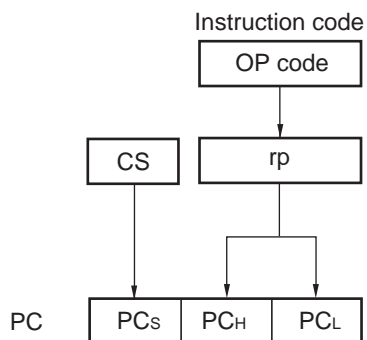 Instruction code
OP code
CS
rp
PC
PCS
PCH
PCL